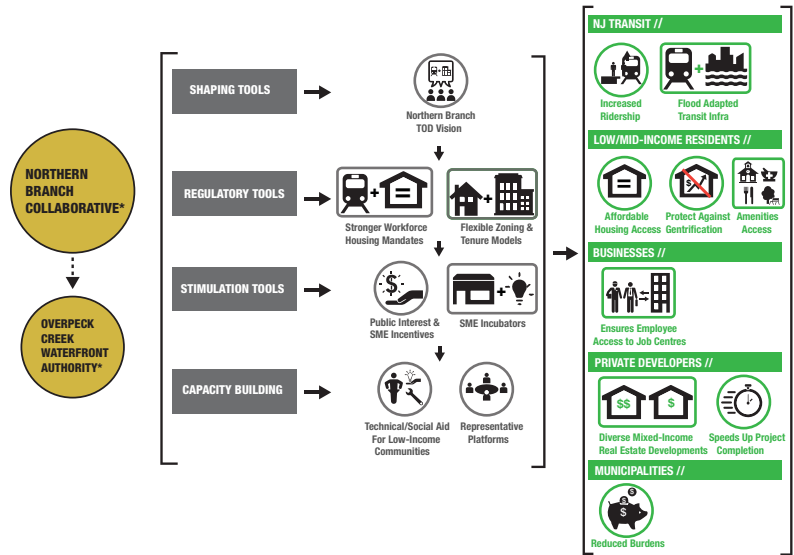 NORTHERN
BRANCH
COLLABORATIVE*
OVERPECK
CREEK
WATERFRONT
AUTHORITY*
SHAPING TOOLS
Northern Branch
TOD Vision
REGULATORY TOOLS
Stronger Workforce
Housing Mandates
Flexible Zoning &
Tenure Models
STIMULATION TOOLS
$
Public Interest &
SME Incentives
SME Incubators
CAPACITY BUILDING
Technical/Social Aid
For Low-Income
Communities
Representative
Platforms
NJ TRANSIT //
Increased
Ridership
Flood Adapted
Transit Infra
LOW/MID-INCOME RESIDENTS //
$
Affordable
Housing Access
Protect Against
Gentrification
Amenities
Access
BUSINESSES //
Ensures Employee
Access to Job Centres
PRIVATE DEVELOPERS //
$$
$
Diverse Mixed-Income
Real Estate Developments
Speeds Up Project
Completion
MUNICIPALITIES //
$
$
$
Reduced Burdens